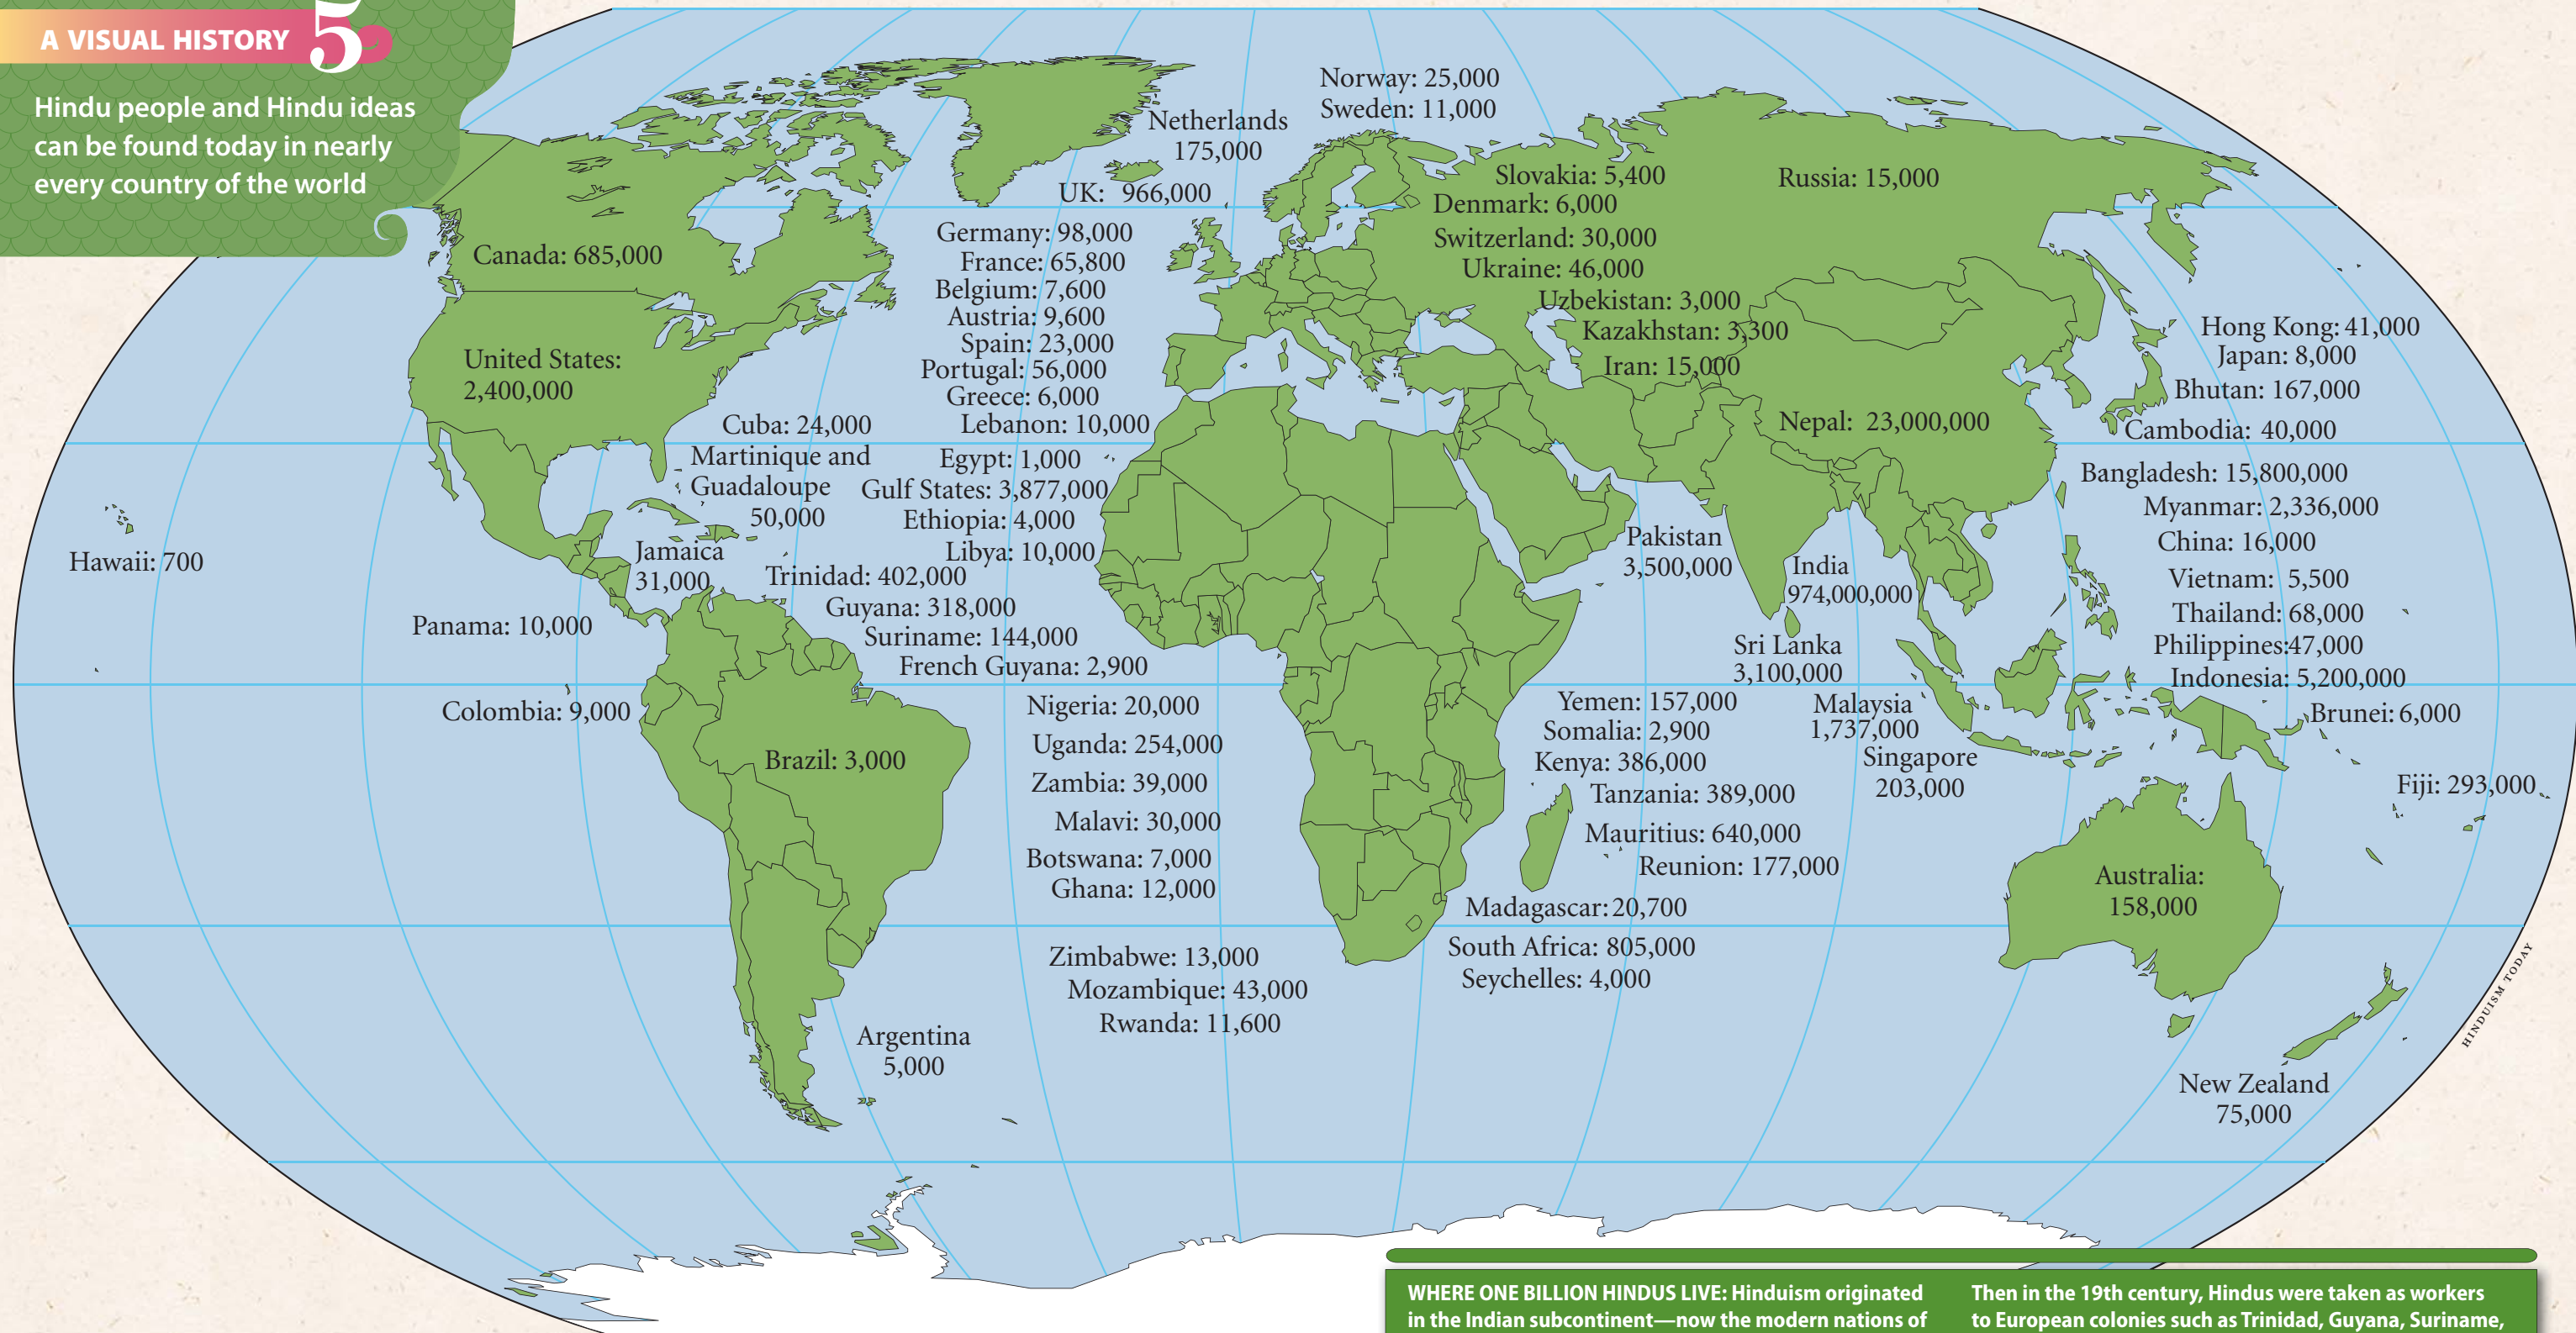 A VISUAL HISTORY 5
Hindu people and Hindu ideas
can be found today in nearly
every country of the world
Norway: 25,000
Sweden: 11,000
Netherlands
175,000
UK: 966,000
Germany: 98,000
France: 65,800
Belgium: 7,600
Austria: 9,600
Spain: 23,000
Portugal: 56,000
Greece: 6,000
Lebanon: 10,000
Egypt: 1,000
Gulf States: 3,877,000
Ethiopia: 4,000
Libya: 10,000
Slovakia: 5,400
Denmark: 6,000
Switzerland: 30,000
Ukraine: 46,000
Uzbekistan: 3,000
Kazakhstan: 3,300
Iran: 15,000
Russia: 15,000
Canada: 685,000
United States:
2,400,000
Cuba: 24,000
Martinique and
Guadaloupe
50,000
Jamaica
31,000
Trinidad: 402,000
Guyana: 318,000
Suriname: 144,000
French Guyana: 2,900
Hawaii: 700
Panama: 10,000
Colombia: 9,000
Brazil: 3,000
Argentina
5,000
Nigeria: 20,000
Uganda: 254,000
Zambia: 39,000
Malavi: 30,000
Botswana: 7,000
Ghana: 12,000
Zimbabwe: 13,000
Mozambique: 43,000
Rwanda: 11,600
Nepal: 23,000,000
Pakistan
3,500,000
India
974,000,000
Sri Lanka
3,100,000
Yemen: 157,000
Somalia: 2,900
Kenya: 386,000
Tanzania: 389,000
Mauritius: 640,000
Reunion: 177,000
Madagascar: 20,700
South Africa: 805,000
Seychelles: 4,000
Malaysia
1,737,000
Singapore
203,000
Hong Kong: 41,000
Japan: 8,000
Bhutan: 167,000
Cambodia: 40,000
Bangladesh: 15,800,000
Myanmar: 2,336,000
China: 16,000
Vietnam: 5,500
Thailand: 68,000
Philippines:47,000
Indonesia: 5,200,000
Brunei: 6,000
Fiji: 293,000
Australia:
158,000
New Zealand
75,000
HINDUISM TODAY
WHERE ONE BILLION HINDUS LIVE: Hinduism originated
in the Indian subcontinent—now the modern nations of
Then in the 19th century, Hindus were taken as workers
to European colonies such as Trinidad, Guyana, Suriname,